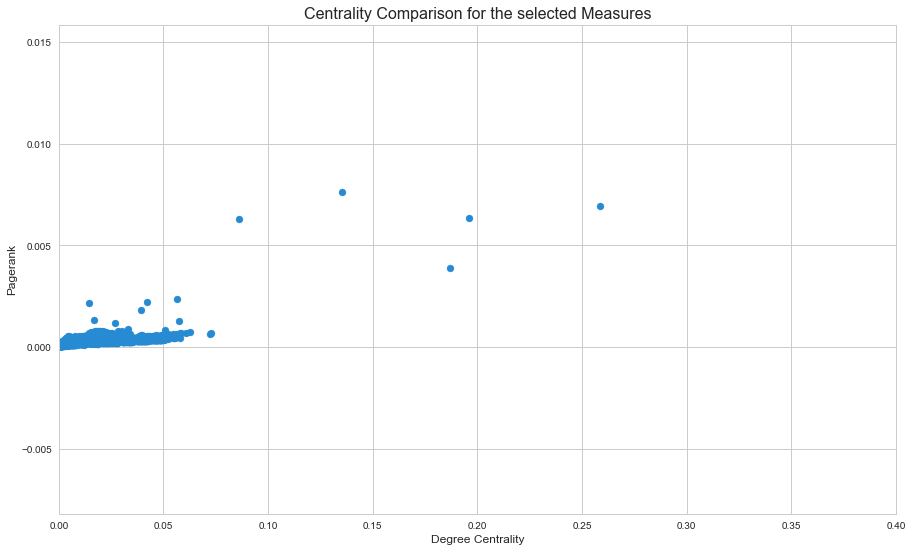 Centrality Comparison for the selected Measures
0.015
0.010
0.005
0.000
−0.005
Pagerank
0.00 0.05 0.10 0.15 0.20 0.25 0.30 0.35 0.40
Degree Centrality